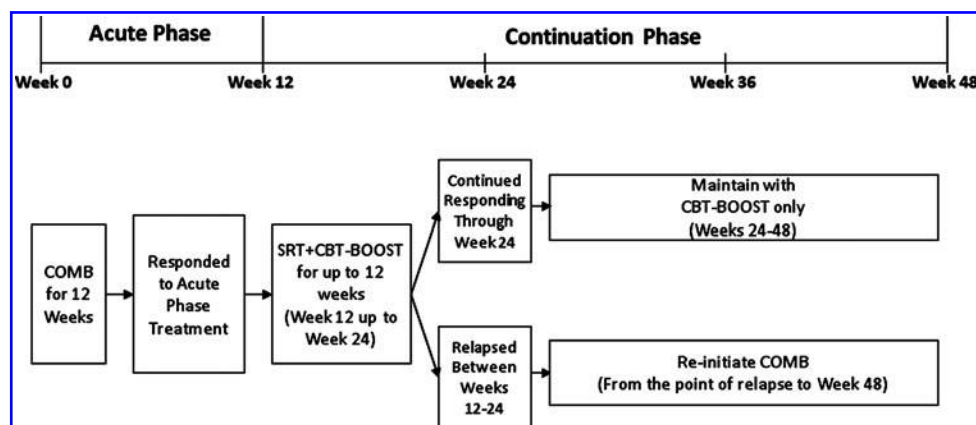 Acute Phase
Continuation Phase
Week 0
Week 12
Week 24
Week 36
Week 48
COMB
for 12
Weeks
Responded
to Acute
Phase
Treatment
SRT+CBT-BOOST
for up to 12
weeks
(Week 12 up to
Week 24)
Continued
Responding
Through
Week 24
Maintain with
CBT-BOOST only
(Weeks 24-48)
Relapsed
Between
Weeks
12-24
Re-initiate COMB
(From the point of relapse to Week 48)